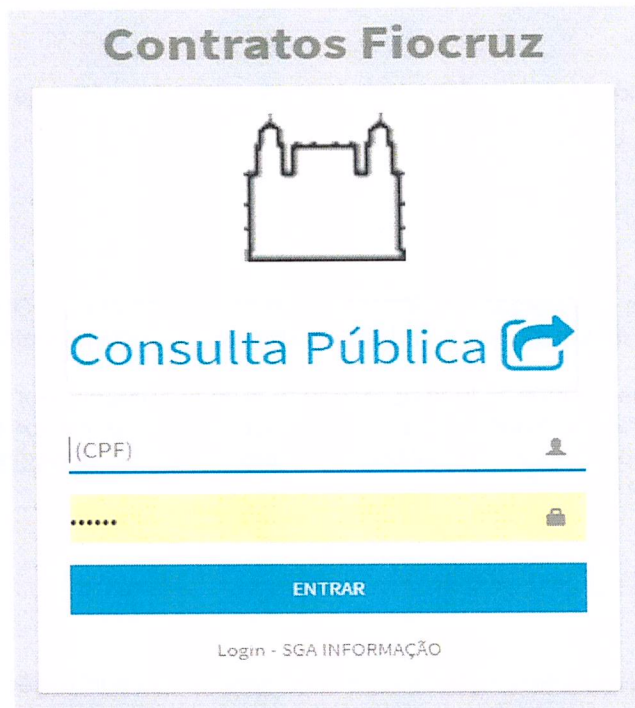 Contratos Fiocruz
Consulta Pública
(CPF)
••••••
ENTRAR
Login - SGA INFORMAÇÃO